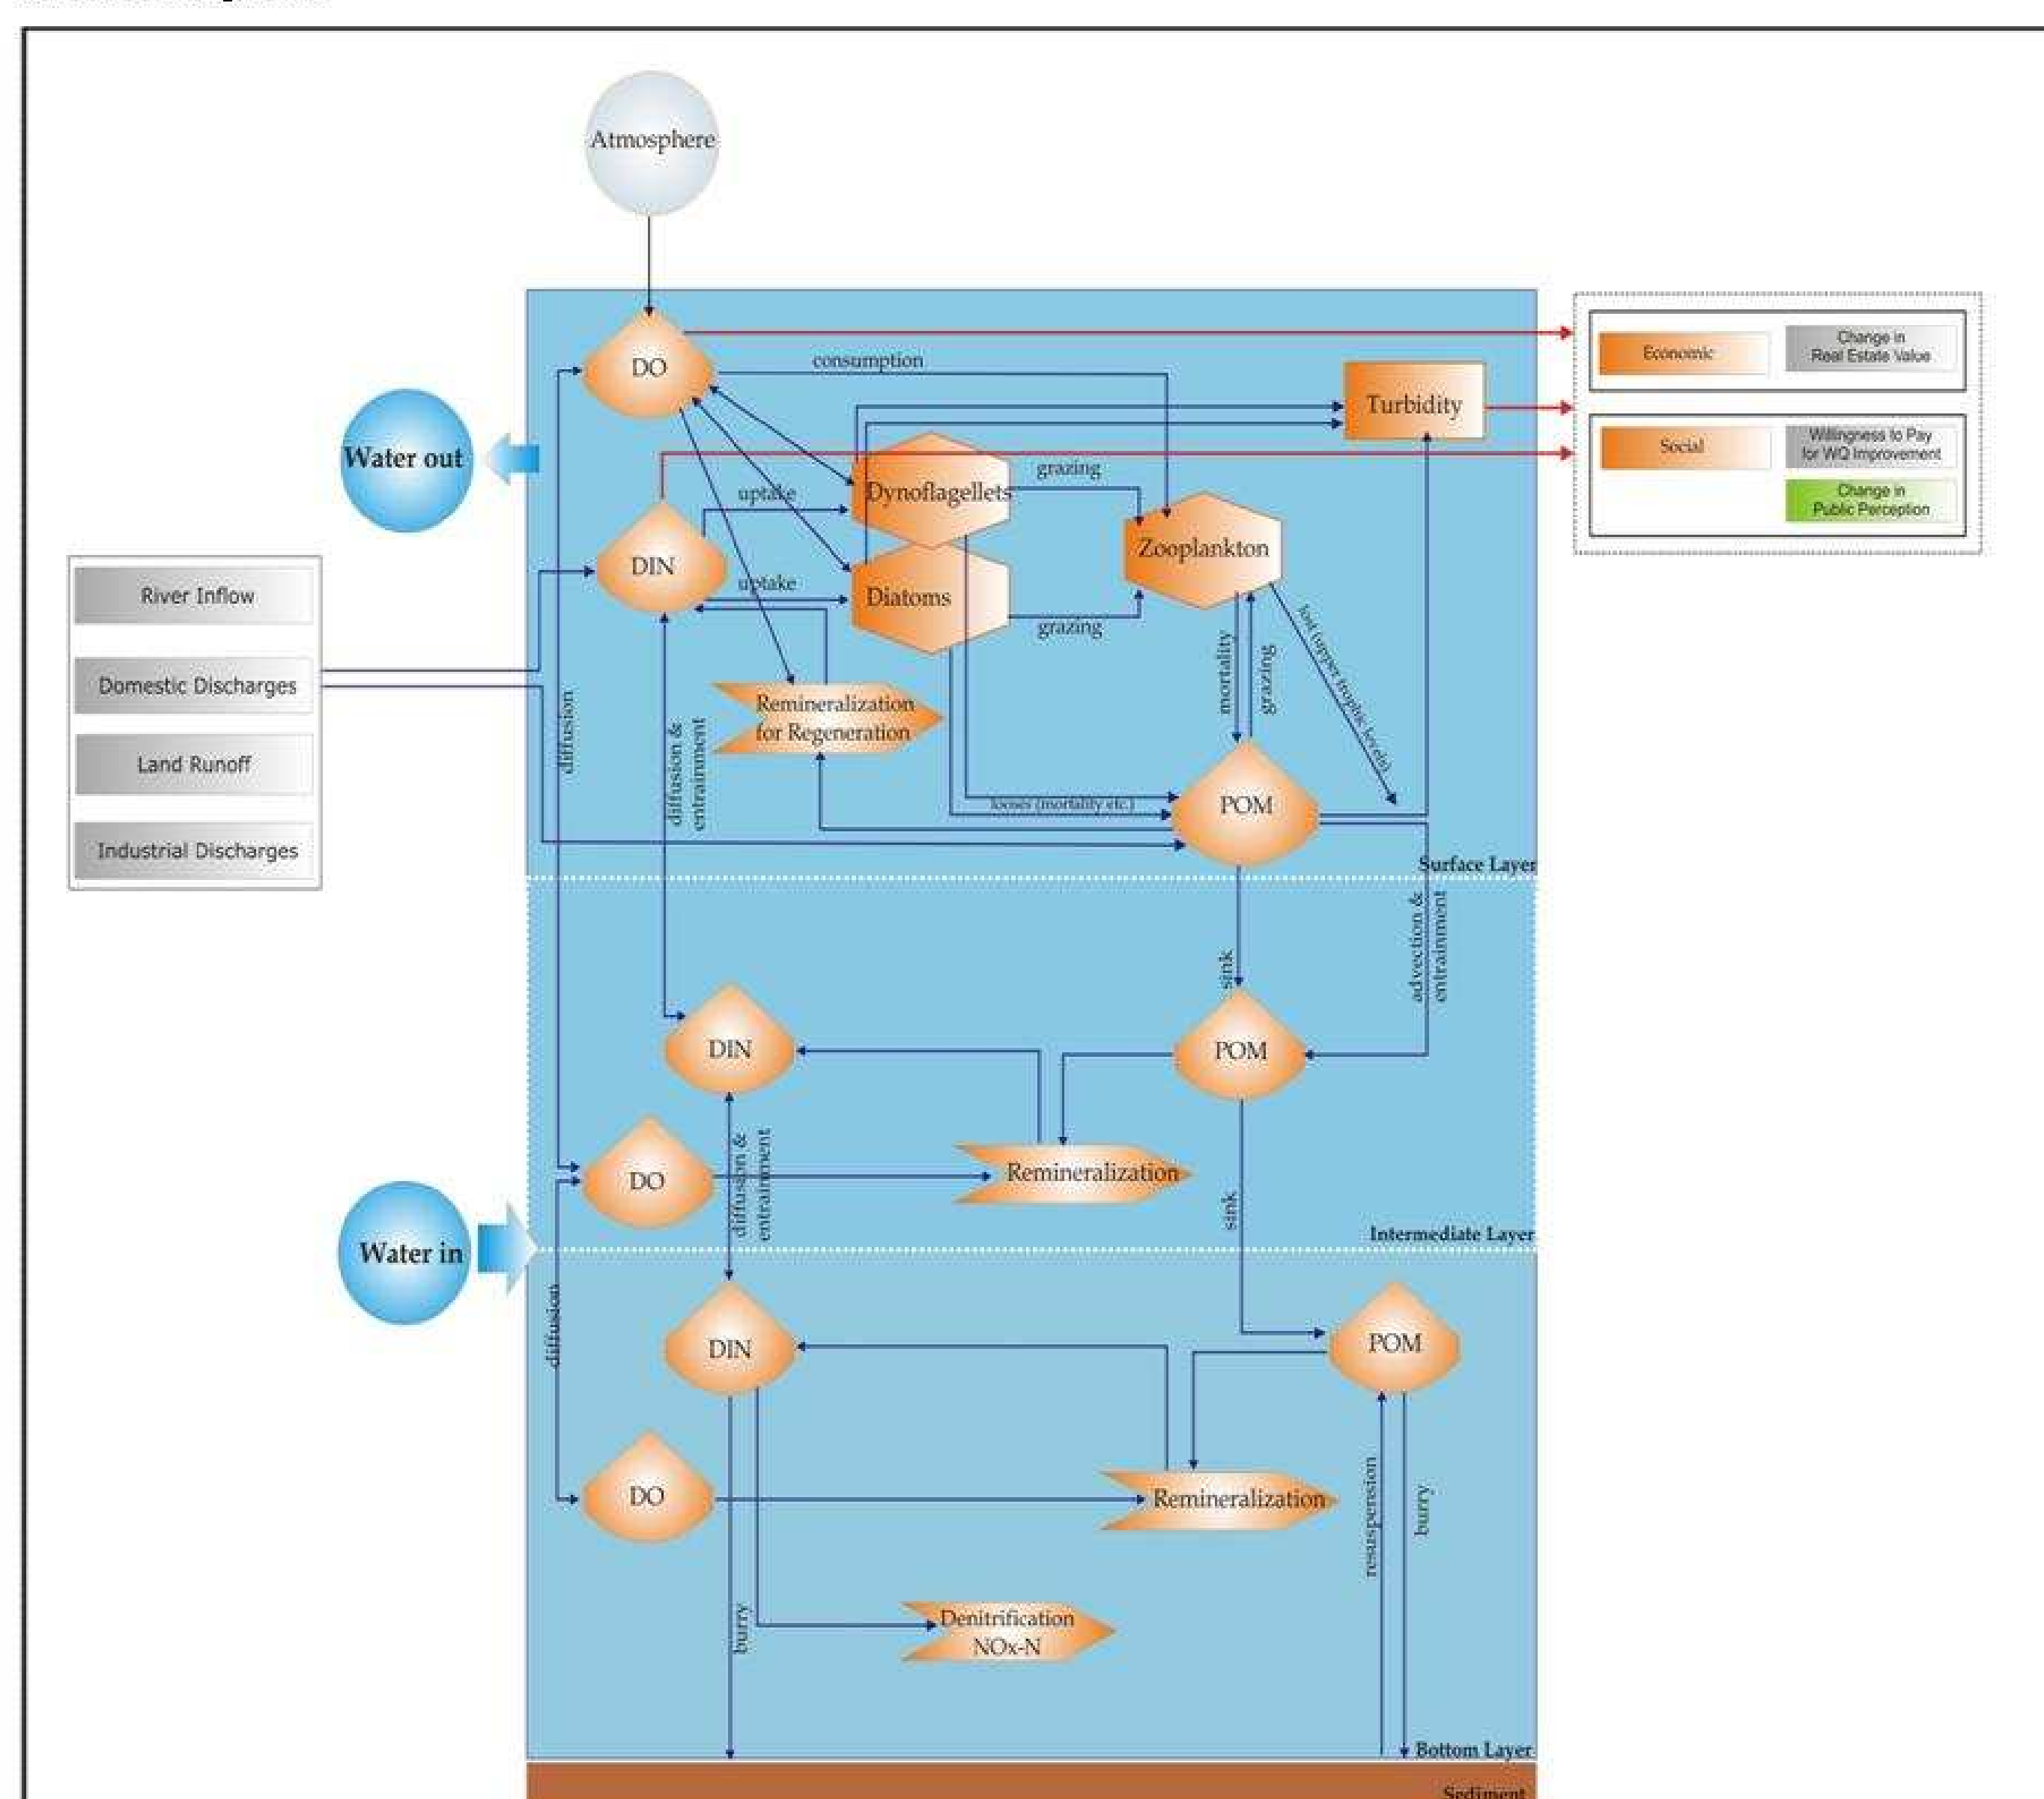 Atmosphere
DO
consumption
Turbidity
Economic
Change in
Real Estate Value
Social
Willingness to Pay
for WQ Improvement
Change in
Public Perception
Water out
uptake
Dynoflagellets
grazing
Zooplankton
DIN
uptake
Diatoms
grazing
River Inflow
Domestic Discharges
Land Runoff
Industrial Discharges
diffusion
diffusion &
entrainment
Remineralization
for Regeneration
mortality
grazing
lost (upper trophic levels)
looses (mortality etc.)
POM
Surface Layer
sink
advection &
entrainment
DIN
POM
DO
diffusion &
entrainment
Remineralization
sink
Intermediate Layer
Water in
diffusion
DIN
POM
DO
Remineralization
resuspension
burry
burry
Denitrification
NOx-N
Bottom Layer
Sediment